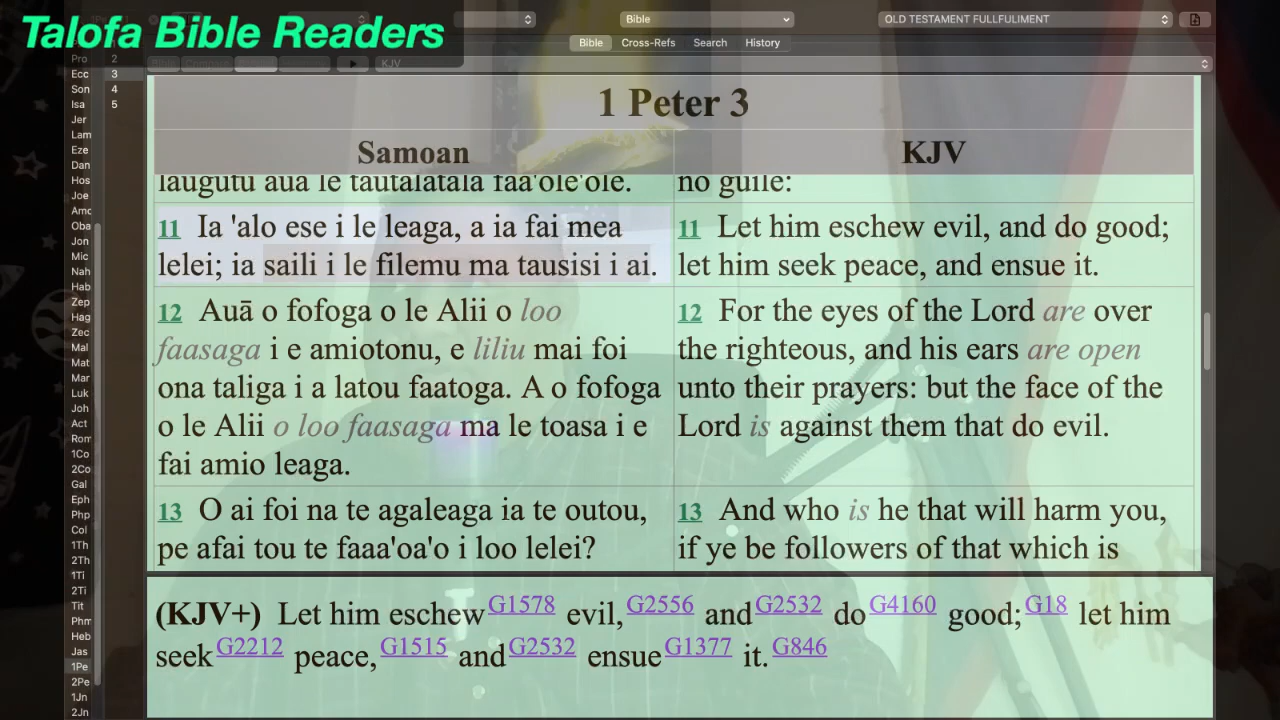 Talofa Bible Readers
Bible
OLD TESTAMENT FULLFULIMENT
Bible Cross-Refs Search History
KJV
Pro 2
Ecc 3
Son 4
Isa 5
Jer
Lam
Eze
Dan
Hos
Joe
Amo
Oba
Jon
Mic
Nah
Hab
Zep
Hag
Zec
Mal
Mat
Mar
Luk
Joh
Act
Rom
1Co
2Co
Gal
Eph
Php
Col
1Th
2Th
1Ti
2Ti
Tit
Phm
Heb
Jas
1Pe
2Pe
1Jn
2Jn
1 Peter 3
Samoan
laugutu aua le tautalatala faa'ole'ole.
11 Ia 'alo ese i le leaga, a ia fai mea
lelei; ia saili i le filemu ma tausisi i ai.
12 Auā o fofoga o le Alii o loo
faasaga i e amiotonu, e liliu mai foi
ona taliga i a latou faatoga. A o fofoga
o le Alii o loo faasaga ma le toasa i e
fai amio leaga.
13 O ai foi na te agaleaga ia te outou,
pe afai tou te faaa'oa'o i loo lelei?
KJV
no guile:
11 Let him eschew evil, and do good;
let him seek peace, and ensue it.
12 For the eyes of the Lord are over
the righteous, and his ears are open
unto their prayers: but the face of the
Lord is against them that do evil.
13 And who is he that will harm you,
if ye be followers of that which is
(KJV+) Let him eschew G1578 evil, G2556 and G2532 do G4160 good; G18 let him
seek G2212 peace, G1515 and G2532 ensue G1377 it. G846